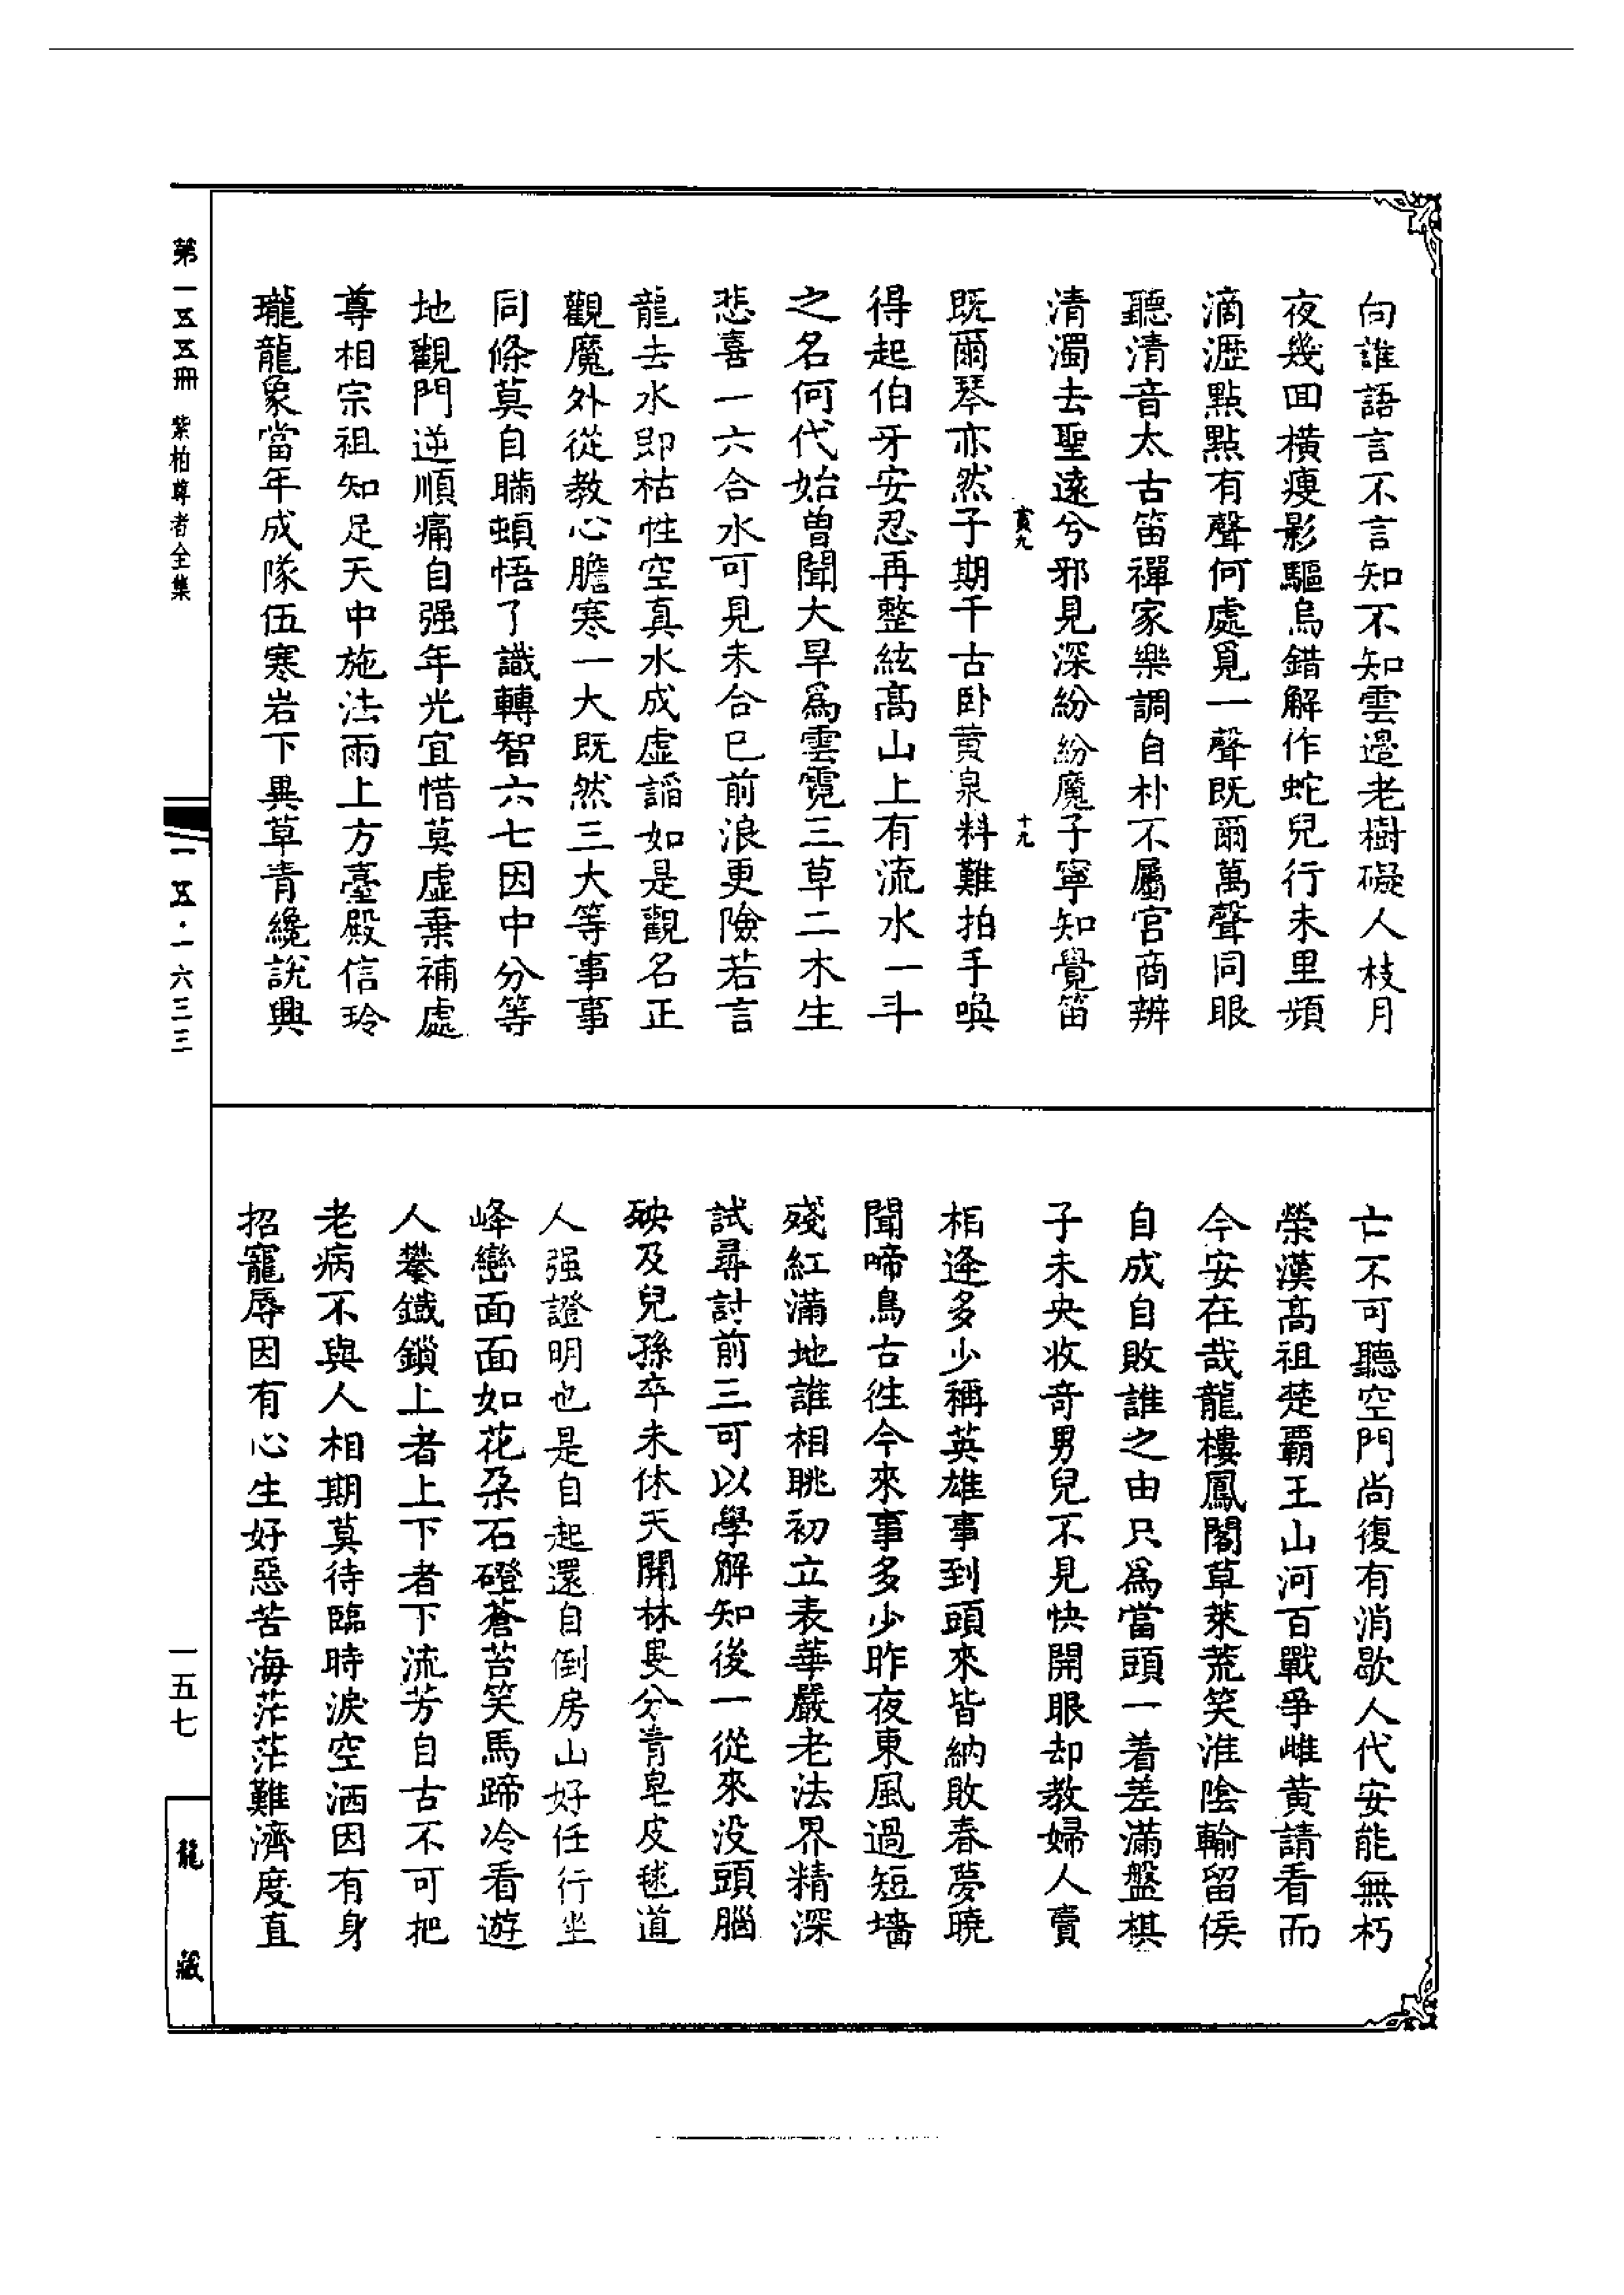 向誰語言不言知不知雲邊老樹礙人枝月
夜幾回橫瘦影驅烏錯解作蛇兒行未里頻
滴瀝點點有聲何處覓一聲既爾萬聲同眼
聽清音太古笛禪家樂調自朴不屬宮商辨
清濁去聖遠兮邪見深紛紛魔子寧知覺笛
亥九
十九
既爾琴亦然子期千古卧黃泉料難拍手喚
得起伯牙安忍再整絃高山上有流水一斗
之名何代始曾聞大旱爲雲霓三草二木生
悲喜一六合水可見未合已前浪更險若言
龍去水即枯性空真水成虛謟如是觀名正
觀魔外從教心膽寒一大既然三大等事事
同條莫自瞞頓悟了識轉智六七因中分等
地觀門逆順痛自强年光宜惜莫虛棄補處
尊相宗祖知足天中施法雨上方臺殿信玲
瓏龍象當年成隊伍寒岩下異草青纔說興
亡不可聽空門尚復有消歇人代安能無朽
榮漢高祖楚覇王山河百戰爭雌黃請看而
今安在哉龍樓鳳閣草萊荒笑淮陰輸留侯
自成自敗誰之由只爲當頭一着差滿盤棋
子未央收奇男兒不見快開眼却教婦人賣
相逢多少稱英雄事到頭來皆納敗春夢曉
聞啼鳥古徃今來事多少昨夜東風過短墻
殘紅滿地誰相眺初立表華嚴老法界精深
試尋討前三可以學解知後一從來没頭腦
殃及兒孫卒未休天開林叟分青皂皮毬道
人强證明也是自起還自倒房山好任行坐
峰巒面面如花朶石磴蒼苔笑馬蹄冷看遊
人攀鐵鎖上者上下者下流芳自古不可把
老病不與人相期莫待臨時淚空洒因有身
招寵辱因有心生好惡苦海茫茫難濟度直
第一五五冊 紫柏尊者全集
一五·一六三三
一五七
龍藏